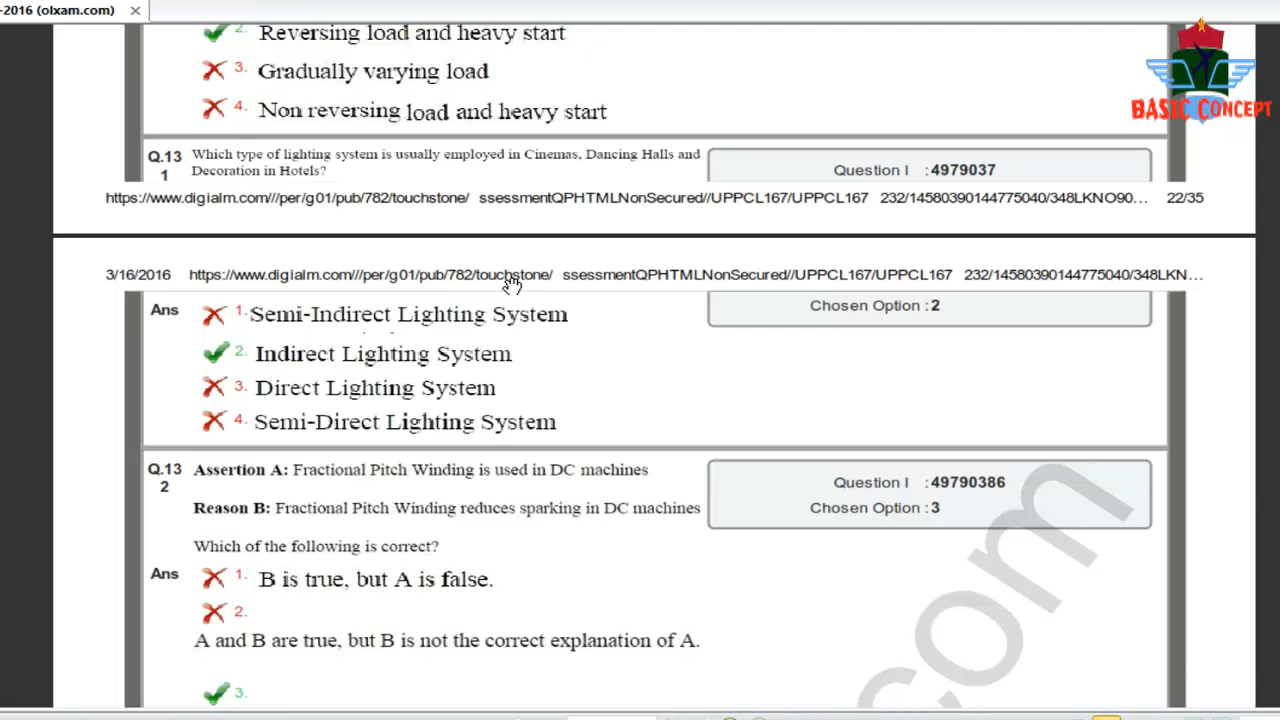 -2016 (olxam.com) ×
2. Reversing load and heavy start
3. Gradually varying load
4. Non reversing load and heavy start
BASIC CONCEPT
Q.13 1 Which type of lighting system is usually employed in Cinemas, Dancing Halls and
Decoration in Hotels?
Question I : 4979037
https://www.digialm.com///per/g01/pub/782/touchstone/ ssessmentQPHTMLNonSecured//UPPCL167/UPPCL167 232/14580390144775040/348LKNO90... 22/35
3/16/2016 https://www.digialm.com///per/g01/pub/782/touchstone/ ssessmentQPHTMLNonSecured//UPPCL167/UPPCL167 232/14580390144775040/348LKN...
Ans 1. Semi-Indirect Lighting System
Chosen Option : 2
2. Indirect Lighting System
3. Direct Lighting System
4. Semi-Direct Lighting System
Q.13 2 Assertion A: Fractional Pitch Winding is used in DC machines
Question I : 49790386
Reason B: Fractional Pitch Winding reduces sparking in DC machines
Chosen Option : 3
Which of the following is correct?
Ans 1. B is true, but A is false.
2.
A and B are true, but B is not the correct explanation of A.
3.
com